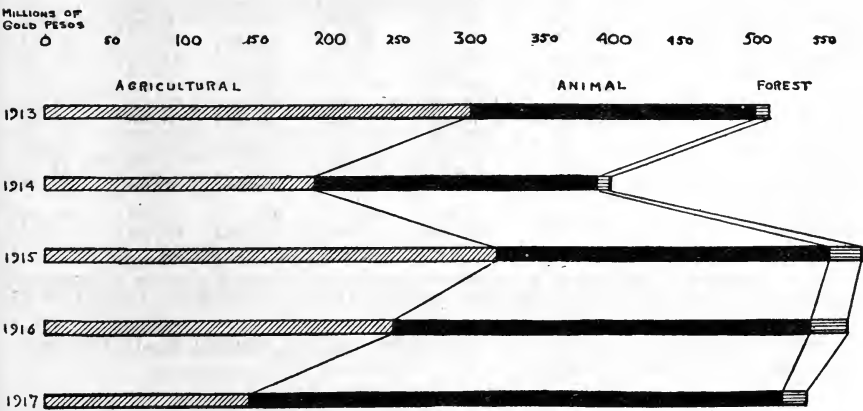 MILLIONS OF
GOLD PESOS
0 50 100 150 200 250 300 350 400 450 500 550
AGRICULTURAL ANIMAL FOREST
1913
1914
1915
1916
1917